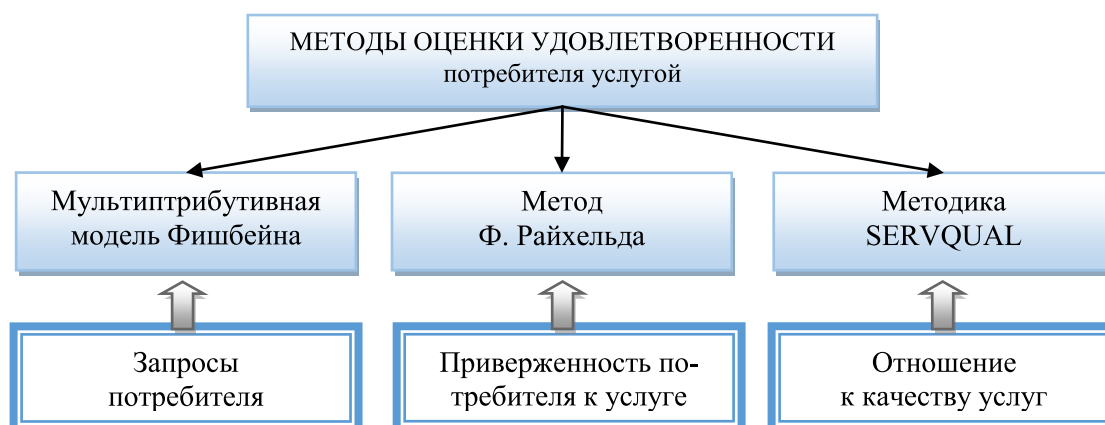 МЕТОДЫ ОЦЕНКИ УДОВЛЕТВОРЕННОСТИ
потребителя услугой
Мультиптрибутивная
модель Фишбейна
Метод
Ф. Райхельда
Методика
SERVQUAL
Запросы
потребителя
Приверженность по-
требителя к услуге
Отношение
к качеству услуг